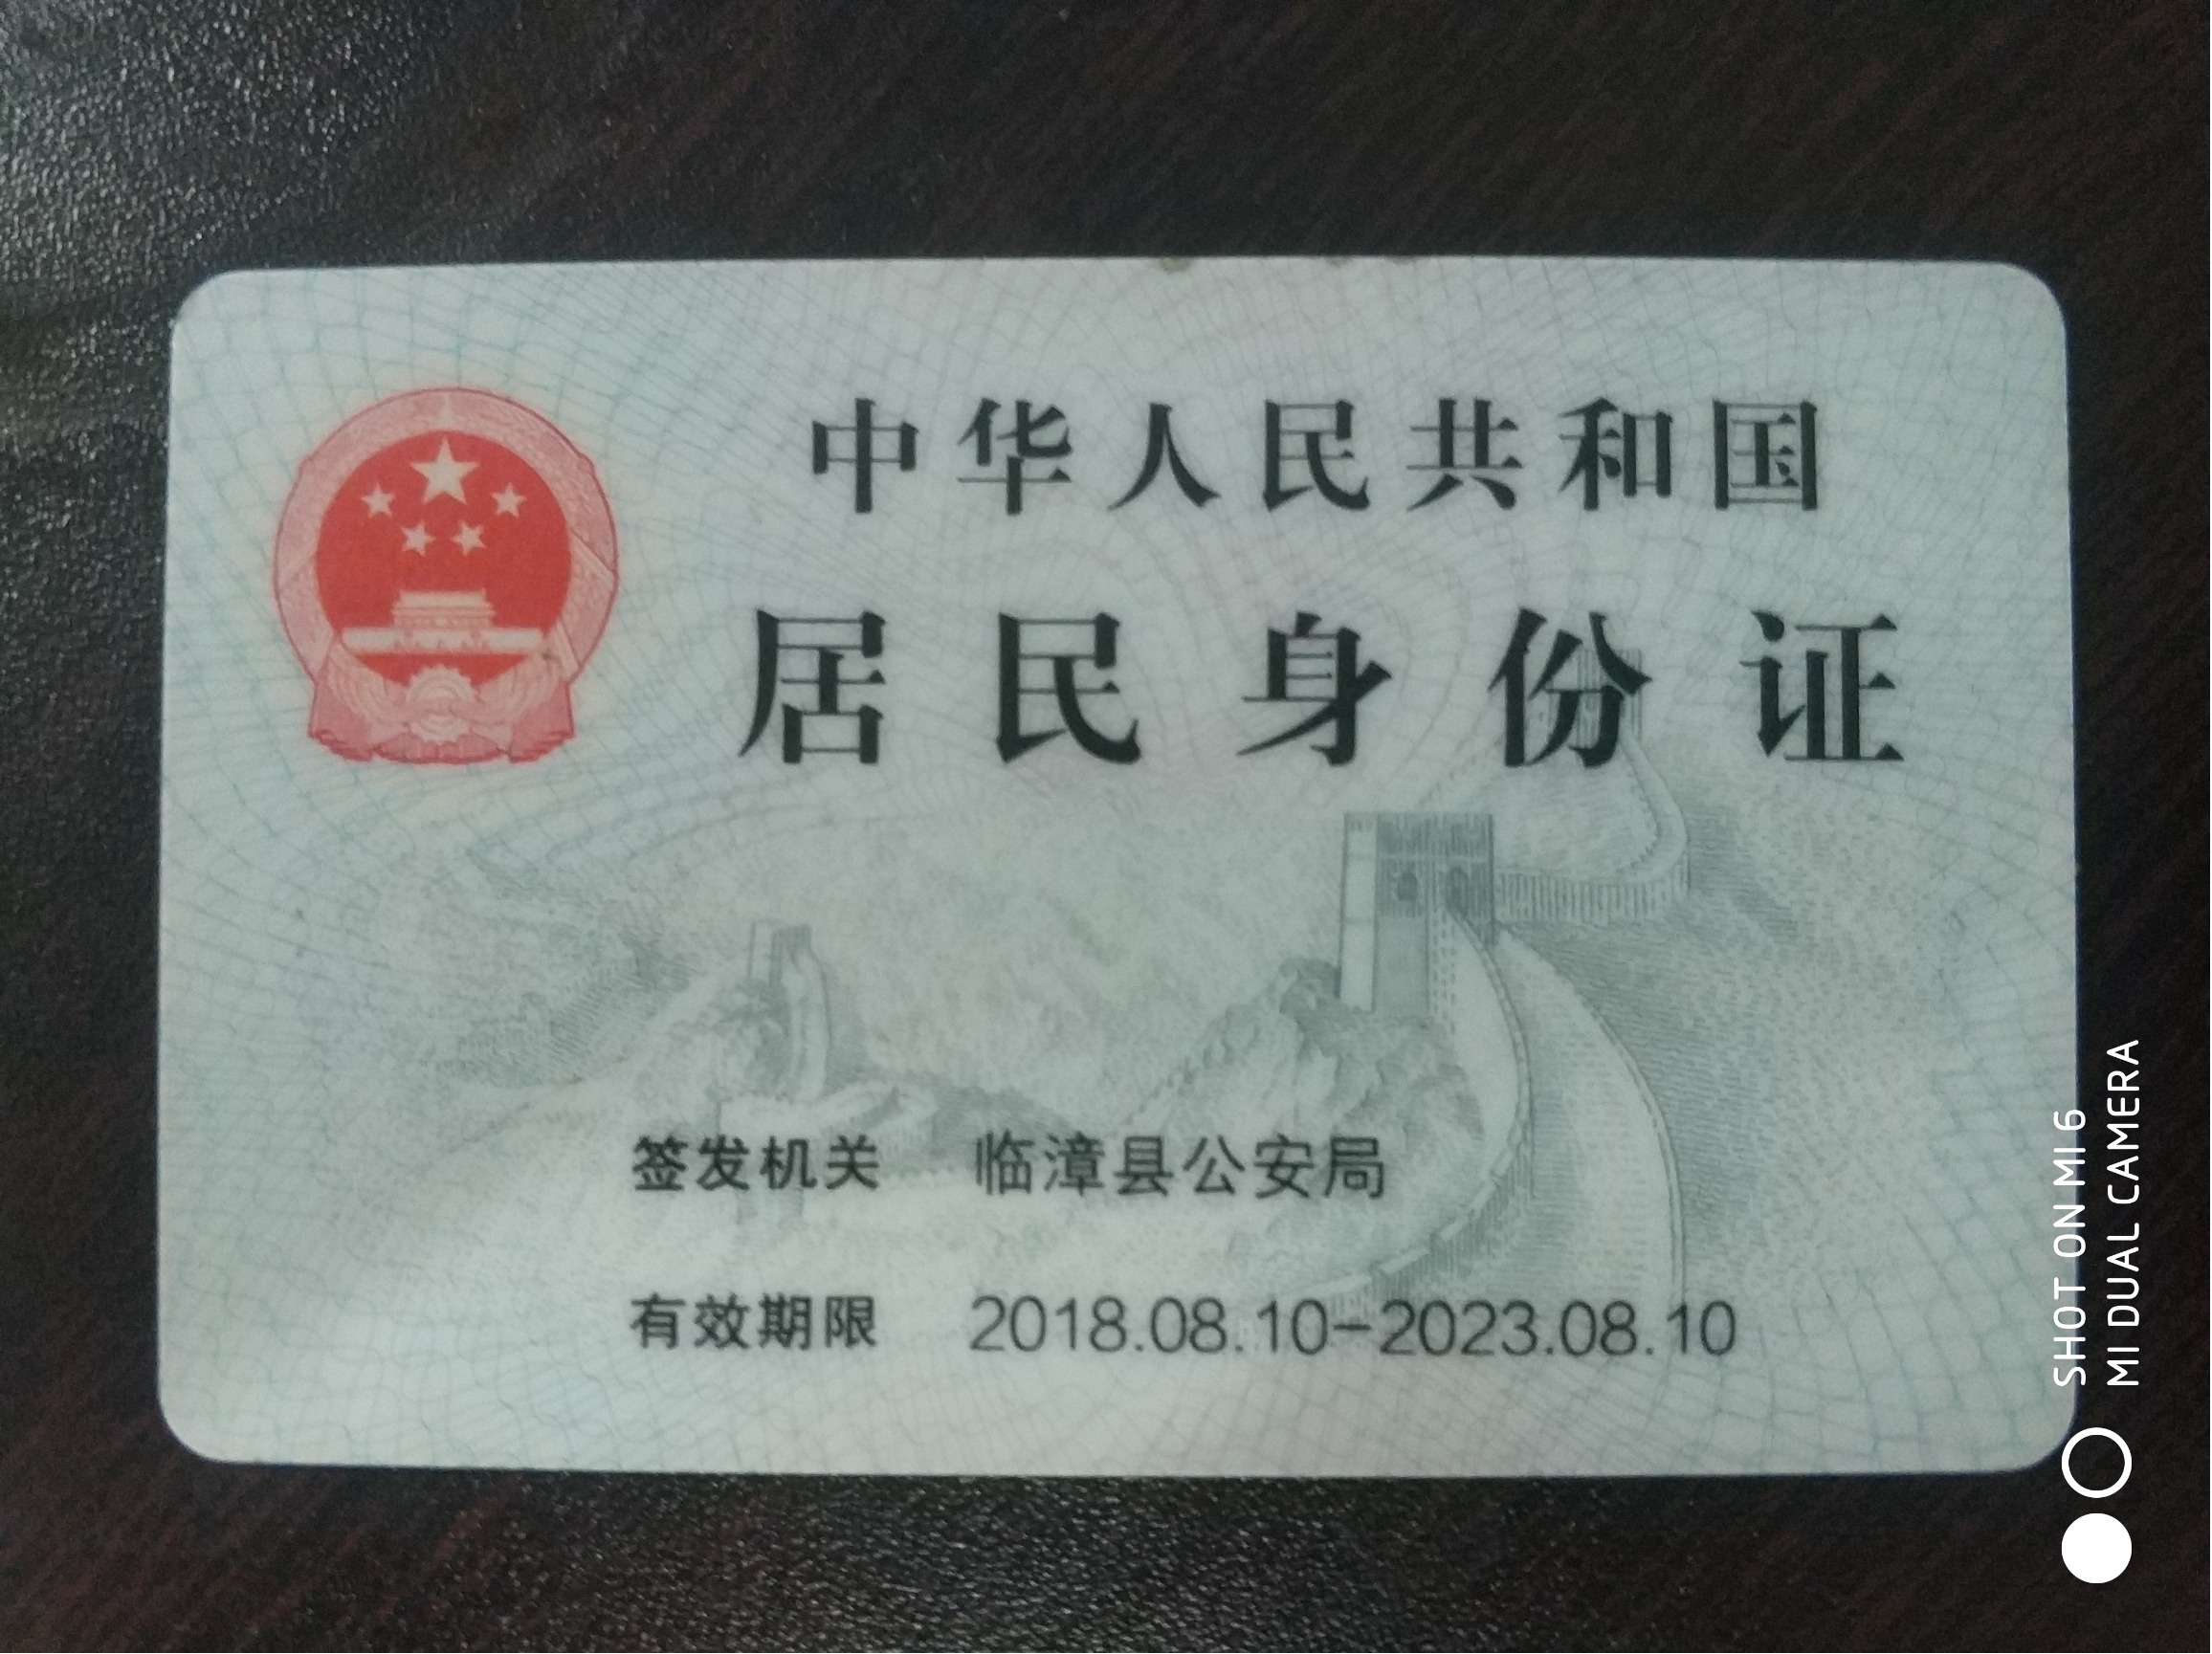 中华人民共和国
居民身份证
签发机关 临漳县公安局
有效期限 2018.08.10-2023.08.10
SHOT ON MI 6
MI DUAL CAMERA